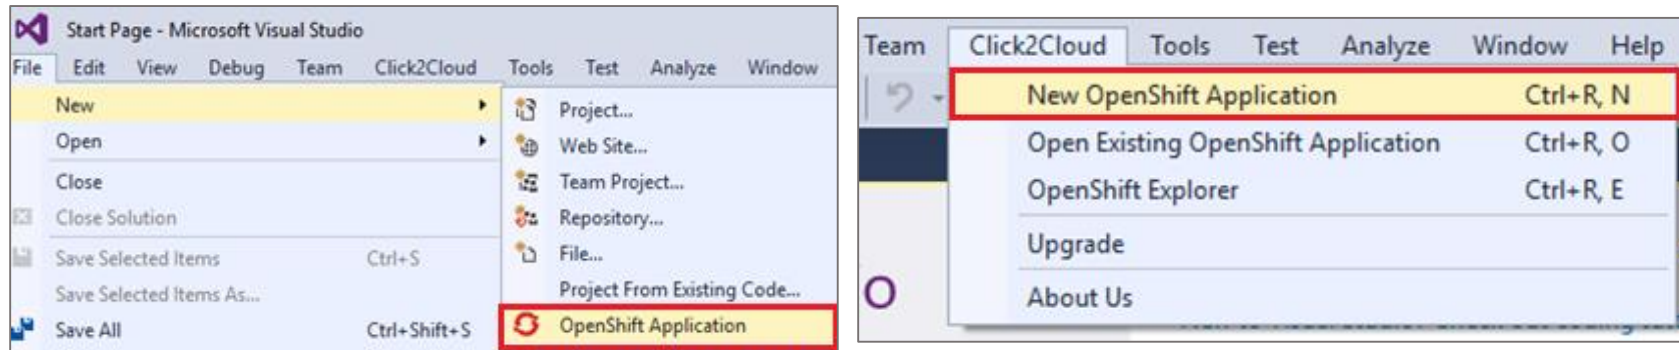 Start Page - Microsoft Visual Studio
File Edit View Debug Team Click2Cloud Tools Test Analyze Window
New
Open
Close
Close Solution
Save Selected Items Ctrl+S
Save Selected Items As...
Save All Ctrl+Shift+S
Project...
Web Site...
Team Project...
Repository...
File...
Project From Existing Code...
OpenShift Application
Team Click2Cloud Tools Test Analyze Window Help
New OpenShift Application Ctrl+R, N
Open Existing OpenShift Application Ctrl+R, O
OpenShift Explorer Ctrl+R, E
Upgrade
About Us